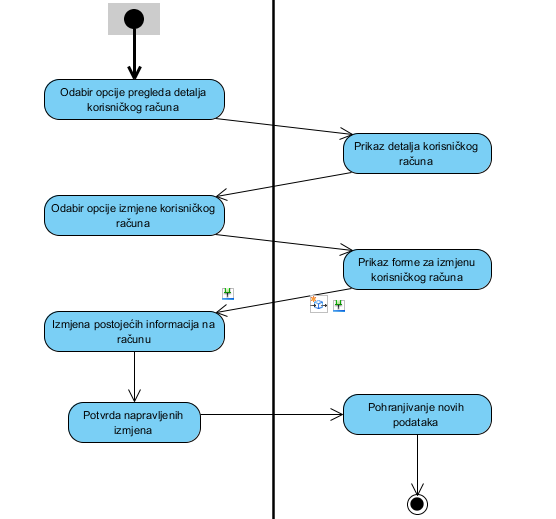 Odabir opcije pregleda detalja
korisničkog računa
Prikaz detalja korisničkog
računa
Odabir opcije izmjene korisničkog
računa
Prikaz forme za izmjenu
korisničkog računa
Izmjena postojećih informacija na
računu
Potvrda napravljenih
izmjena
Pohranjivanje novih
podataka